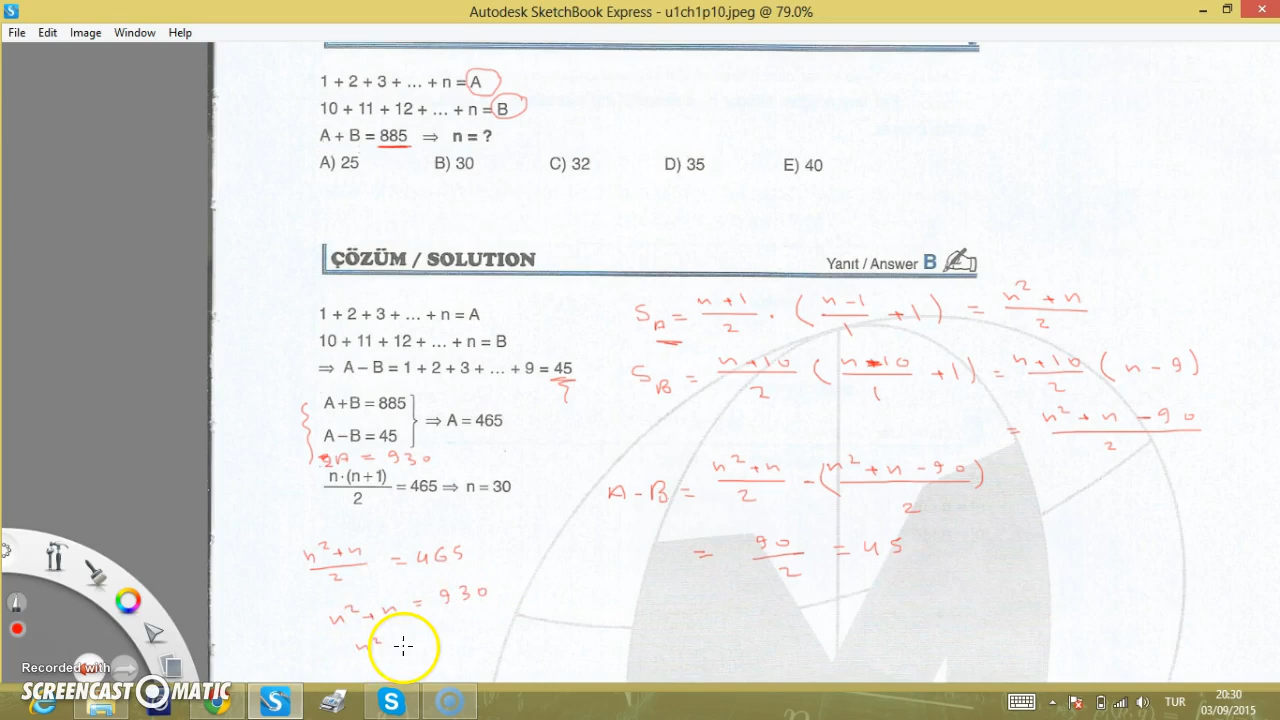 Autodesk SketchBook Express - u1ch1p10.jpeg @ 79.0%
File Edit Image Window Help
1 + 2 + 3 + ... + n = A
10 + 11 + 12 + ... + n = B
A + B = 885 ⇒ n = ?
A) 25 B) 30 C) 32 D) 35 E) 40
ÇÖZÜM / SOLUTION
Yanıt / Answer B
1 + 2 + 3 + ... + n = A
10 + 11 + 12 + ... + n = B
⇒ A – B = 1 + 2 + 3 + ... + 9 = 45
A + B = 885
A – B = 45
⇒ A = 465
2A = 930
n·(n+1)/2 = 465 ⇒ n = 30
n²+n/2 = 465
n² + n = 930
n²
S_A = n+1/2 · (n-1/1 + 1) = n²+n/2
S_B = n+10/2 (n-10/1 + 1) = n+10/2 (n-9)
= n²+n-90/2
A-B = n²+n/2 - (n²+n-90)/2
= 90/2 = 45
Recorded with
SCREENCAST-O-MATIC
TUR
20:30
03/09/2015